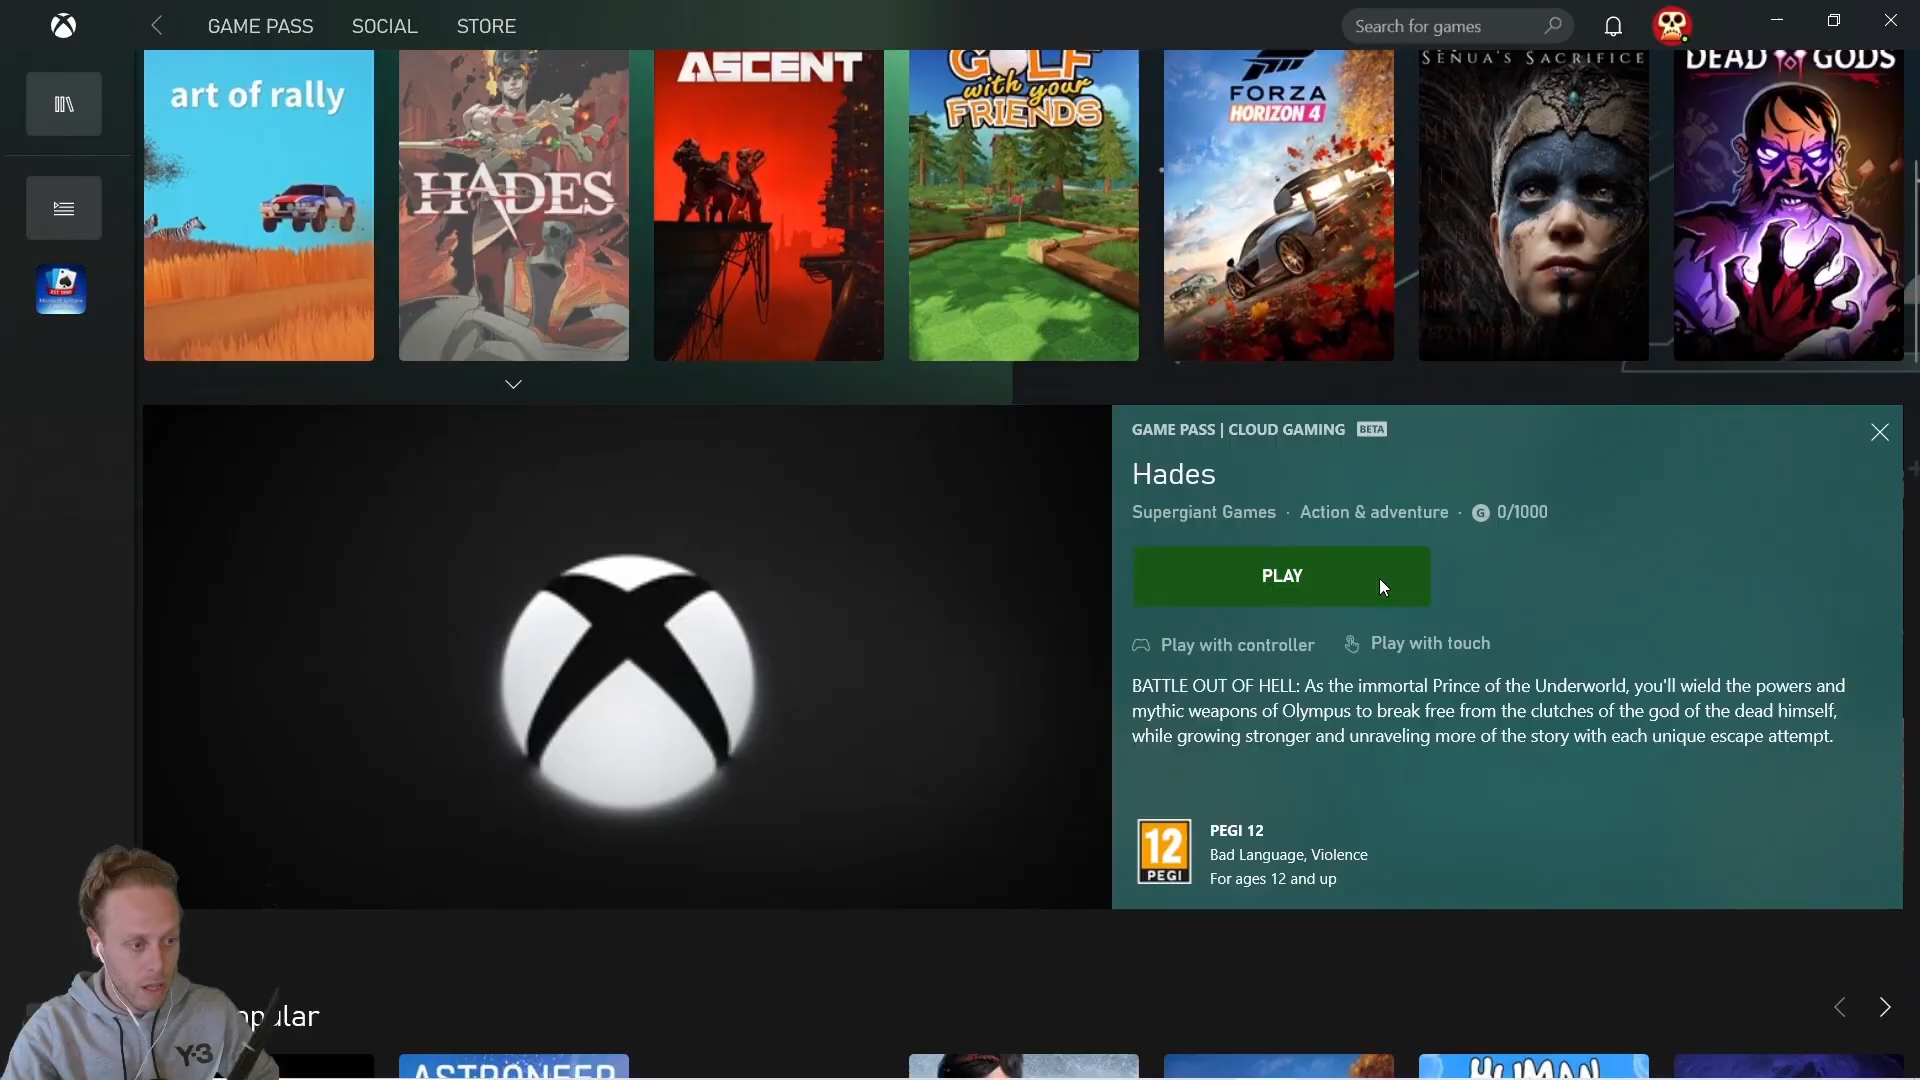 GAME PASS SOCIAL STORE
Search for games
art of rally
HADES
ASCENT
GOLF
with your
FRIENDS
FORZA
HORIZON 4
SENUA'S SACRIFICE
DEAD GODS
GAME PASS | CLOUD GAMING BETA
Hades
Supergiant Games · Action & adventure · G 0/1000
PLAY
Play with controller Play with touch
BATTLE OUT OF HELL: As the immortal Prince of the Underworld, you'll wield the powers and
mythic weapons of Olympus to break free from the clutches of the god of the dead himself,
while growing stronger and unraveling more of the story with each unique escape attempt.
12
PEGI
PEGI 12
Bad Language, Violence
For ages 12 and up
pular
Y-3
ASTRONEER
HUMAN